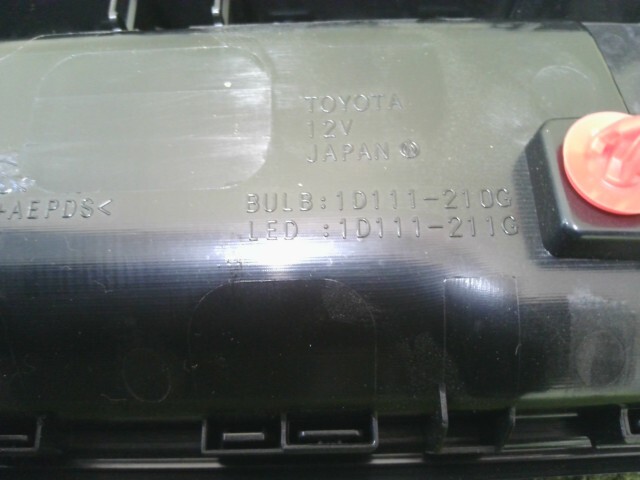 TOYOTA
12V
JAPAN
-AEPDS<
BULB:1D111-210G
LED :1D111-211G